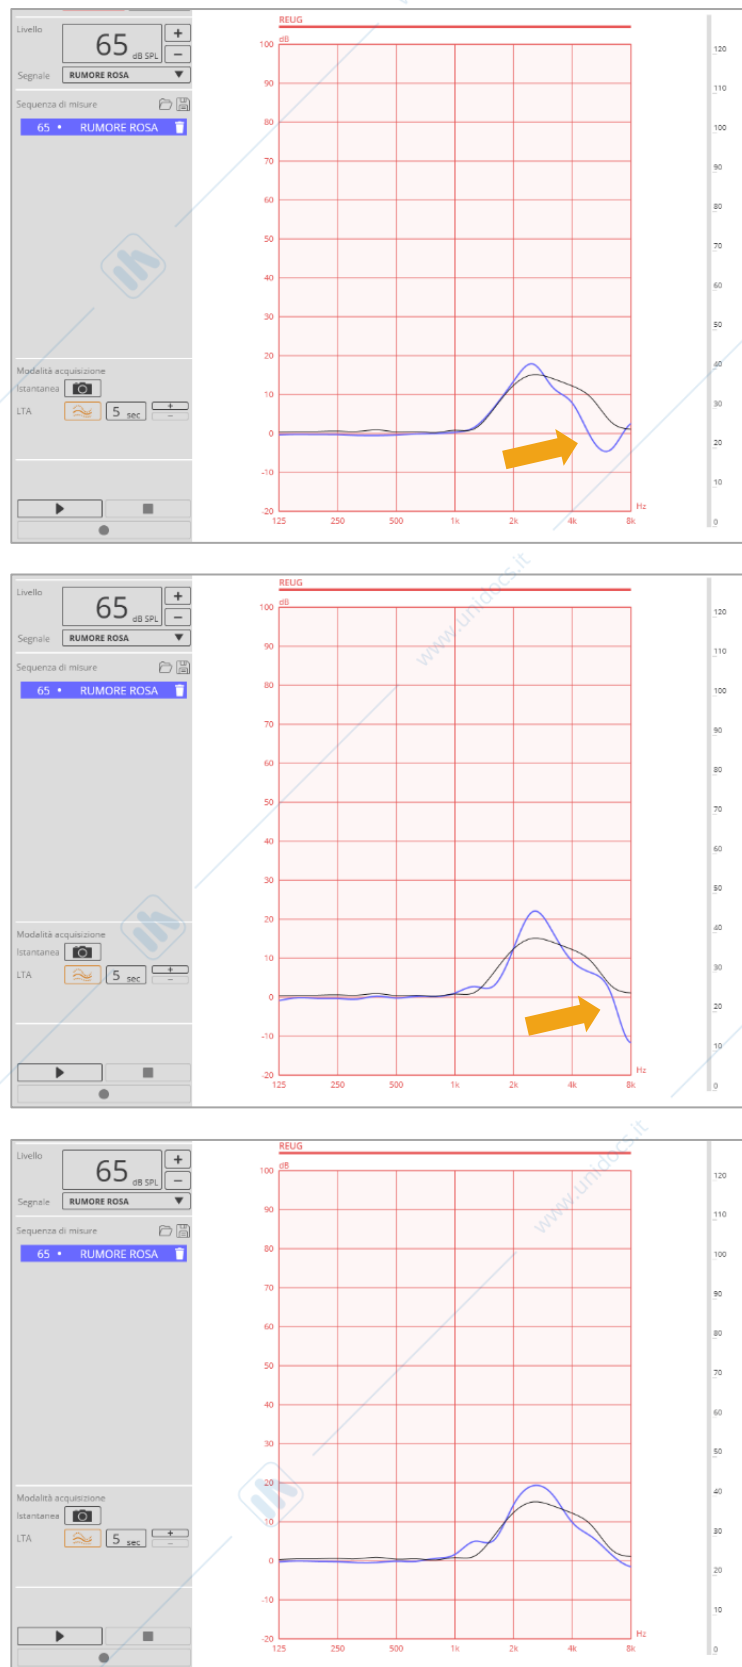 REUG
Livello
65 dB SPL
+
−
Segnale RUMORE ROSA
Sequenza di misure
65 • RUMORE ROSA
Modalità acquisizione
Istantanea
LTA 5 sec + −
dB
100
90
80
70
60
50
40
30
20
10
0
-10
-20
125 250 500 1k 2k 4k 8k
Hz
120
110
100
90
80
70
60
50
40
30
20
10
0
www.unidocs.it
REUG
Livello
65 dB SPL
+
−
Segnale RUMORE ROSA
Sequenza di misure
65 • RUMORE ROSA
Modalità acquisizione
Istantanea
LTA 5 sec + −
dB
100
90
80
70
60
50
40
30
20
10
0
-10
-20
125 250 500 1k 2k 4k 8k
Hz
120
110
100
90
80
70
60
50
40
30
20
10
0
www.unidocs.it
REUG
Livello
65 dB SPL
+
−
Segnale RUMORE ROSA
Sequenza di misure
65 • RUMORE ROSA
Modalità acquisizione
Istantanea
LTA 5 sec + −
dB
100
90
80
70
60
50
40
30
20
10
0
-10
-20
125 250 500 1k 2k 4k 8k
Hz
120
110
100
90
80
70
60
50
40
30
20
10
0